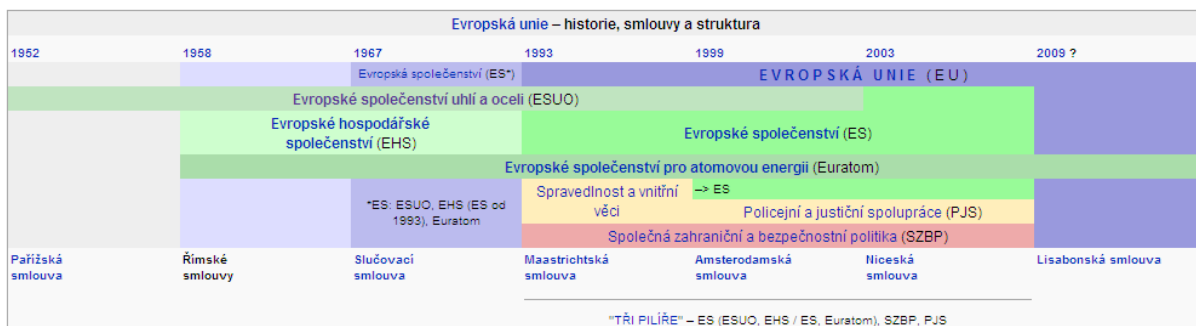 Evropská unie – historie, smlouvy a struktura
1952 1958 1967 1993 1999 2003 2009 ?
Evropská společenství (ES*) EVROPSKÁ UNIE (EU)
Evropské společenství uhlí a oceli (ESUO)
Evropské hospodářské
společenství (EHS)
Evropské společenství (ES)
Evropské společenství pro atomovou energii (Euratom)
*ES: ESUO, EHS (ES od
1993), Euratom
Spravedlnost a vnitřní
věci
–> ES
Policejní a justiční spolupráce (PJS)
Společná zahraniční a bezpečnostní politika (SZBP)
Pařížská
smlouva
Římské
smlouvy
Slučovací
smlouva
Maastrichtská
smlouva
Amsterodamská
smlouva
Niceská
smlouva
Lisabonská smlouva
"TŘI PILÍŘE" – ES (ESUO, EHS / ES, Euratom), SZBP, PJS